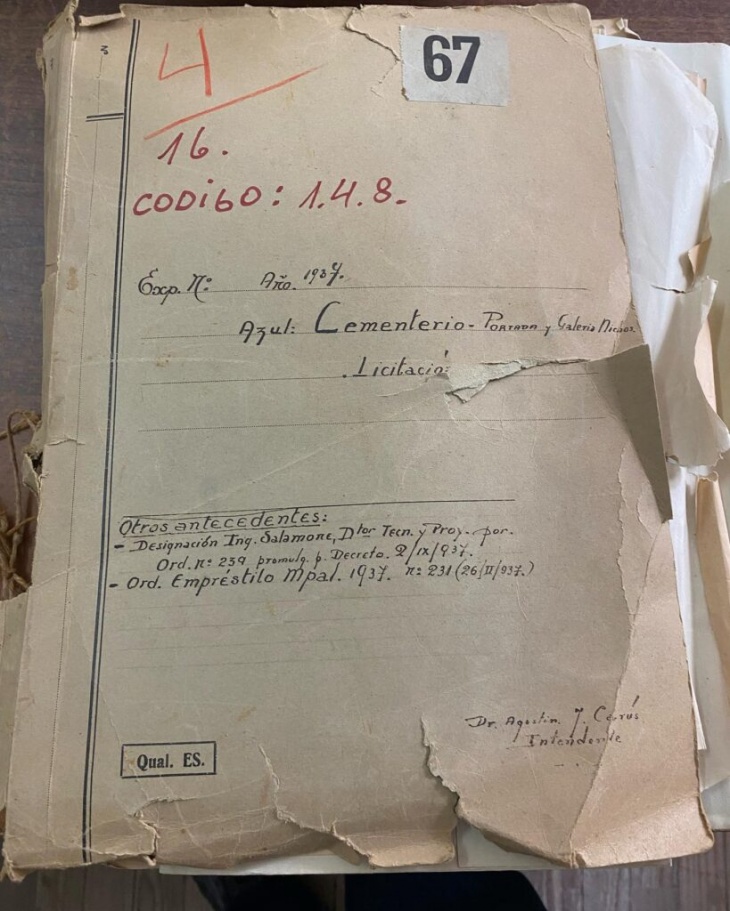 67
4
16.
CODIGO: 1.4.8.-
Exp. Nº: Año. 1937.
Azul: Cementerio - Portada y Galeria Nichos.
Licitació
Otros antecedentes:
- Designación Ing. Salamone, Dtor Tecn. y Proy. por.
Ord. nº 239 promulg. p. Decreto. 2/IX/937.
- Ord. Empréstito Mpal. 1937. nº 231 (26/II/937.)
Dr. Agustin. J. Carús
Intendente
Qual. ES.